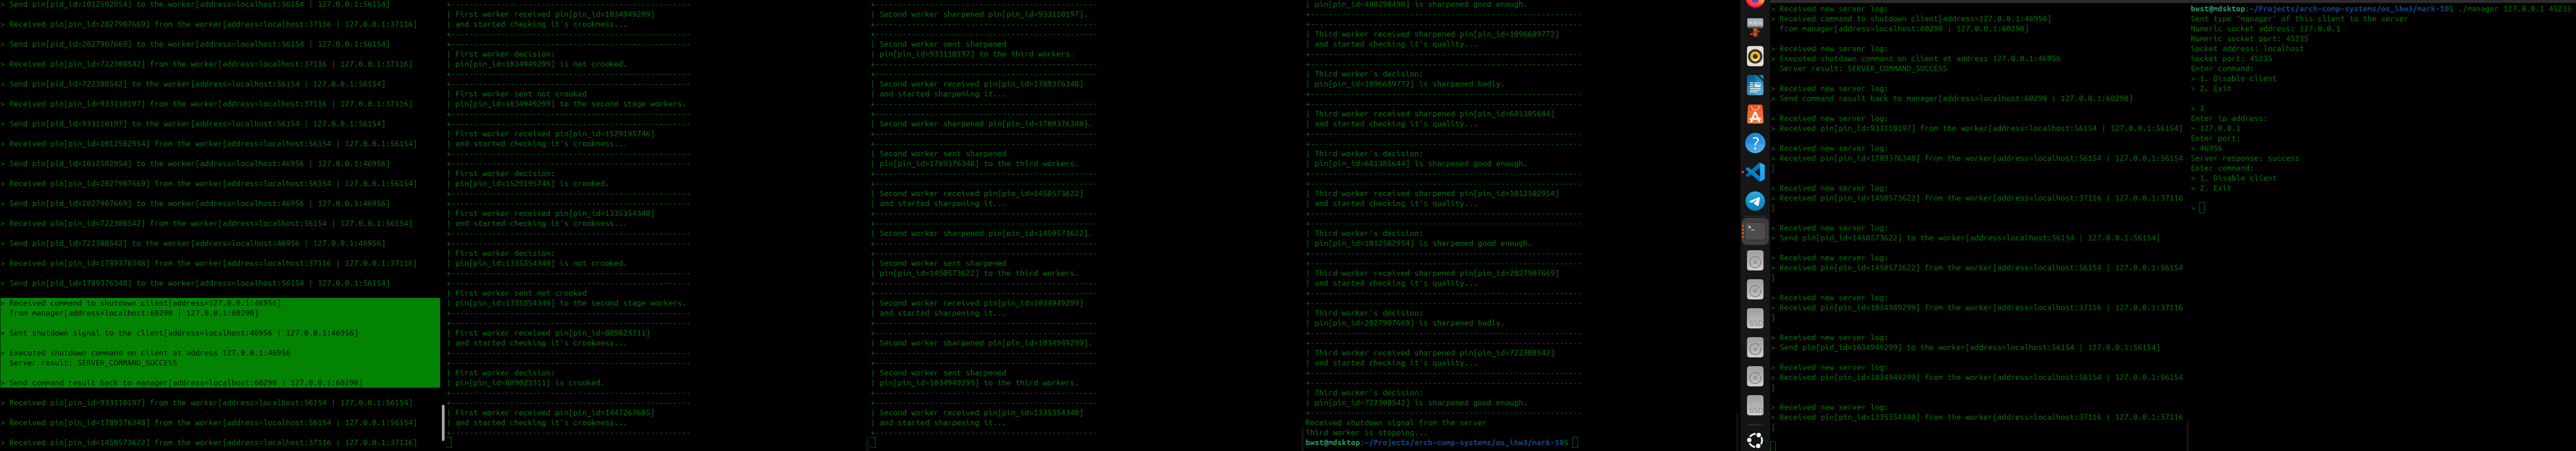 > Send pin[pid_id=1012502954] to the worker[address=localhost:56154 | 127.0.0.1:56154]
> Received pin[pin_id=2027907669] from the worker[address=localhost:37116 | 127.0.0.1:37116]
> Send pin[pid_id=2027907669] to the worker[address=localhost:56154 | 127.0.0.1:56154]
> Received pin[pin_id=722308542] from the worker[address=localhost:37116 | 127.0.0.1:37116]
> Send pin[pid_id=722308542] to the worker[address=localhost:56154 | 127.0.0.1:56154]
> Received pin[pin_id=933110197] from the worker[address=localhost:37116 | 127.0.0.1:37116]
> Send pin[pid_id=933110197] to the worker[address=localhost:56154 | 127.0.0.1:56154]
> Received pin[pin_id=1012502954] from the worker[address=localhost:56154 | 127.0.0.1:56154]
> Send pin[pid_id=1012502954] to the worker[address=localhost:46956 | 127.0.0.1:46956]
> Received pin[pin_id=2027907669] from the worker[address=localhost:56154 | 127.0.0.1:56154]
> Send pin[pid_id=2027907669] to the worker[address=localhost:46956 | 127.0.0.1:46956]
> Received pin[pin_id=722308542] from the worker[address=localhost:56154 | 127.0.0.1:56154]
> Send pin[pid_id=722308542] to the worker[address=localhost:46956 | 127.0.0.1:46956]
> Received pin[pin_id=1789376348] from the worker[address=localhost:37116 | 127.0.0.1:37116]
> Send pin[pid_id=1789376348] to the worker[address=localhost:56154 | 127.0.0.1:56154]
> Received command to shutdown client[address=127.0.0.1:46956]
from manager[address=localhost:60290 | 127.0.0.1:60290]
> Sent shutdown signal to the client[address=localhost:46956 | 127.0.0.1:46956]
> Executed shutdown command on client at address 127.0.0.1:46956
Server result: SERVER_COMMAND_SUCCESS
> Send command result back to manager[address=localhost:60290 | 127.0.0.1:60290]
> Received pin[pin_id=933110197] from the worker[address=localhost:56154 | 127.0.0.1:56154]
> Received pin[pin_id=1789376348] from the worker[address=localhost:56154 | 127.0.0.1:56154]
> Received pin[pin_id=1450573622] from the worker[address=localhost:37116 | 127.0.0.1:37116]
| First worker received pin[pin_id=1034949299]
| and started checking it's crookness...
+------------------------------------------------------
| First worker decision:
| pin[pin_id=1034949299] is not crooked.
+------------------------------------------------------
| First worker sent not crooked
| pin[pin_id=1034949299] to the second stage workers.
+------------------------------------------------------
| First worker received pin[pin_id=1529195746]
| and started checking it's crookness...
+------------------------------------------------------
| First worker decision:
| pin[pin_id=1529195746] is crooked.
+------------------------------------------------------
| First worker received pin[pin_id=1335354340]
| and started checking it's crookness...
+------------------------------------------------------
| First worker decision:
| pin[pin_id=1335354340] is not crooked.
+------------------------------------------------------
| First worker sent not crooked
| pin[pin_id=1335354340] to the second stage workers.
+------------------------------------------------------
| First worker received pin[pin_id=809023311]
| and started checking it's crookness...
+------------------------------------------------------
| First worker decision:
| pin[pin_id=809023311] is crooked.
+------------------------------------------------------
| First worker received pin[pin_id=1447267605]
| and started checking it's crookness...
+------------------------------------------------------
| Second worker sharpened pin[pin_id=933110197].
+------------------------------------------------------
| Second worker sent sharpened
| pin[pin_id=933110197] to the third workers.
+------------------------------------------------------
| Second worker received pin[pin_id=1789376348]
| and started sharpening it...
+------------------------------------------------------
| Second worker sharpened pin[pin_id=1789376348].
+------------------------------------------------------
| Second worker sent sharpened
| pin[pin_id=1789376348] to the third workers.
+------------------------------------------------------
| Second worker received pin[pin_id=1450573622]
| and started sharpening it...
+------------------------------------------------------
| Second worker sharpened pin[pin_id=1450573622].
+------------------------------------------------------
| Second worker sent sharpened
| pin[pin_id=1450573622] to the third workers.
+------------------------------------------------------
| Second worker received pin[pin_id=1034949299]
| and started sharpening it...
+------------------------------------------------------
| Second worker sharpened pin[pin_id=1034949299].
+------------------------------------------------------
| Second worker sent sharpened
| pin[pin_id=1034949299] to the third workers.
+------------------------------------------------------
| Second worker received pin[pin_id=1335354340]
| and started sharpening it...
+------------------------------------------------------
| pin[pin_id=480298490] is sharpened good enough.
+------------------------------------------------------
| Third worker received sharpened pin[pin_id=1096689772]
| and started checking it's quality...
+------------------------------------------------------
| Third worker's decision:
| pin[pin_id=1096689772] is sharpened badly.
+------------------------------------------------------
| Third worker received sharpened pin[pin_id=601385644]
| and started checking it's quality...
+------------------------------------------------------
| Third worker's decision:
| pin[pin_id=601385644] is sharpened good enough.
+------------------------------------------------------
| Third worker received sharpened pin[pin_id=1012502954]
| and started checking it's quality...
+------------------------------------------------------
| Third worker's decision:
| pin[pin_id=1012502954] is sharpened good enough.
+------------------------------------------------------
| Third worker received sharpened pin[pin_id=2027907669]
| and started checking it's quality...
+------------------------------------------------------
| Third worker's decision:
| pin[pin_id=2027907669] is sharpened badly.
+------------------------------------------------------
| Third worker received sharpened pin[pin_id=722308542]
| and started checking it's quality...
+------------------------------------------------------
| Third worker's decision:
| pin[pin_id=722308542] is sharpened good enough.
+------------------------------------------------------
Received shutdown signal from the server
Third worker is stopping...
bwst@mdsktop:~/Projects/arch-comp-systems/os_ihw3/mark-10$
> Received new server log:
> Received command to shutdown client[address=127.0.0.1:46956]
from manager[address=localhost:60290 | 127.0.0.1:60290]
> Received new server log:
> Executed shutdown command on client at address 127.0.0.1:46956
Server result: SERVER_COMMAND_SUCCESS
> Received new server log:
> Send command result back to manager[address=localhost:60290 | 127.0.0.1:60290]
> Received new server log:
> Received pin[pin_id=933110197] from the worker[address=localhost:56154 | 127.0.0.1:56154]
> Received new server log:
> Received pin[pin_id=1789376348] from the worker[address=localhost:56154 | 127.0.0.1:56154
]
> Received new server log:
> Received pin[pin_id=1450573622] from the worker[address=localhost:37116 | 127.0.0.1:37116
]
> Received new server log:
> Send pin[pid_id=1450573622] to the worker[address=localhost:56154 | 127.0.0.1:56154]
> Received new server log:
> Received pin[pin_id=1450573622] from the worker[address=localhost:56154 | 127.0.0.1:56154
]
> Received new server log:
> Received pin[pin_id=1034949299] from the worker[address=localhost:37116 | 127.0.0.1:37116
]
> Received new server log:
> Send pin[pid_id=1034949299] to the worker[address=localhost:56154 | 127.0.0.1:56154]
> Received new server log:
> Received pin[pin_id=1034949299] from the worker[address=localhost:56154 | 127.0.0.1:56154
]
> Received new server log:
> Received pin[pin_id=1335354340] from the worker[address=localhost:37116 | 127.0.0.1:37116
]
bwst@mdsktop:~/Projects/arch-comp-systems/os_ihw3/mark-10$ ./manager 127.0.0.1 45235
Sent type "manager" of this client to the server
Numeric socket address: 127.0.0.1
Numeric socket port: 45235
Socket address: localhost
Socket port: 45235
Enter command:
> 1. Disable client
> 2. Exit
> 1
Enter ip address:
> 127.0.0.1
Enter port:
> 46956
Server response: success
Enter command:
> 1. Disable client
> 2. Exit
>